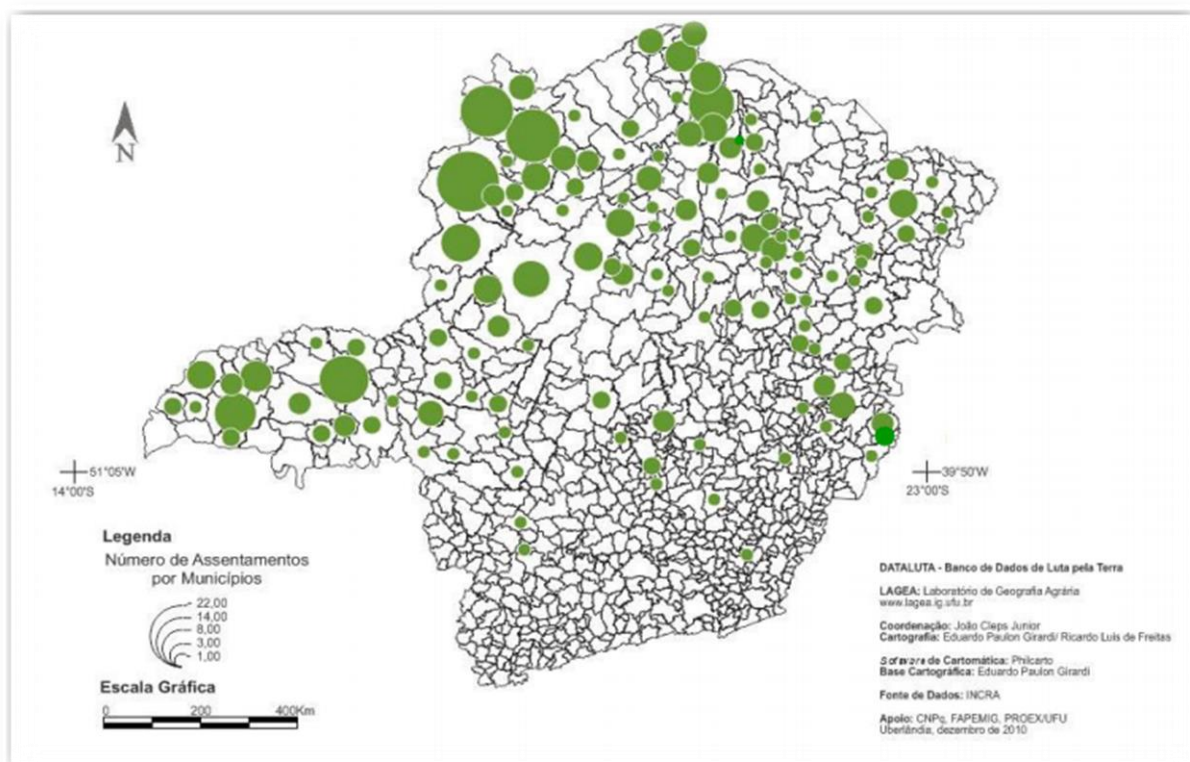 N
51°05'W
14°00'S
39°50'W
23°00'S
Legenda
Número de Assentamentos
por Municípios
22,00
14,00
8,00
3,00
1,00
Escala Gráfica
0 200 400Km
DATALUTA - Banco de Dados de Luta pela Terra
LAGEA: Laboratório de Geografia Agrária
www.lagea.ig.ufu.br
Coordenação: João Cleps Junior
Cartografia: Eduardo Paulon Girardi/ Ricardo Luis de Freitas
Software de Cartomática: Philcarto
Base Cartográfica: Eduardo Paulon Girardi
Fonte de Dados: INCRA
Apoio: CNPq, FAPEMIG, PROEX/UFU
Uberlândia, dezembro de 2010